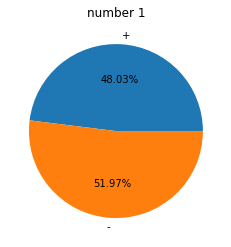 number 1
+
48.03%
51.97%
-